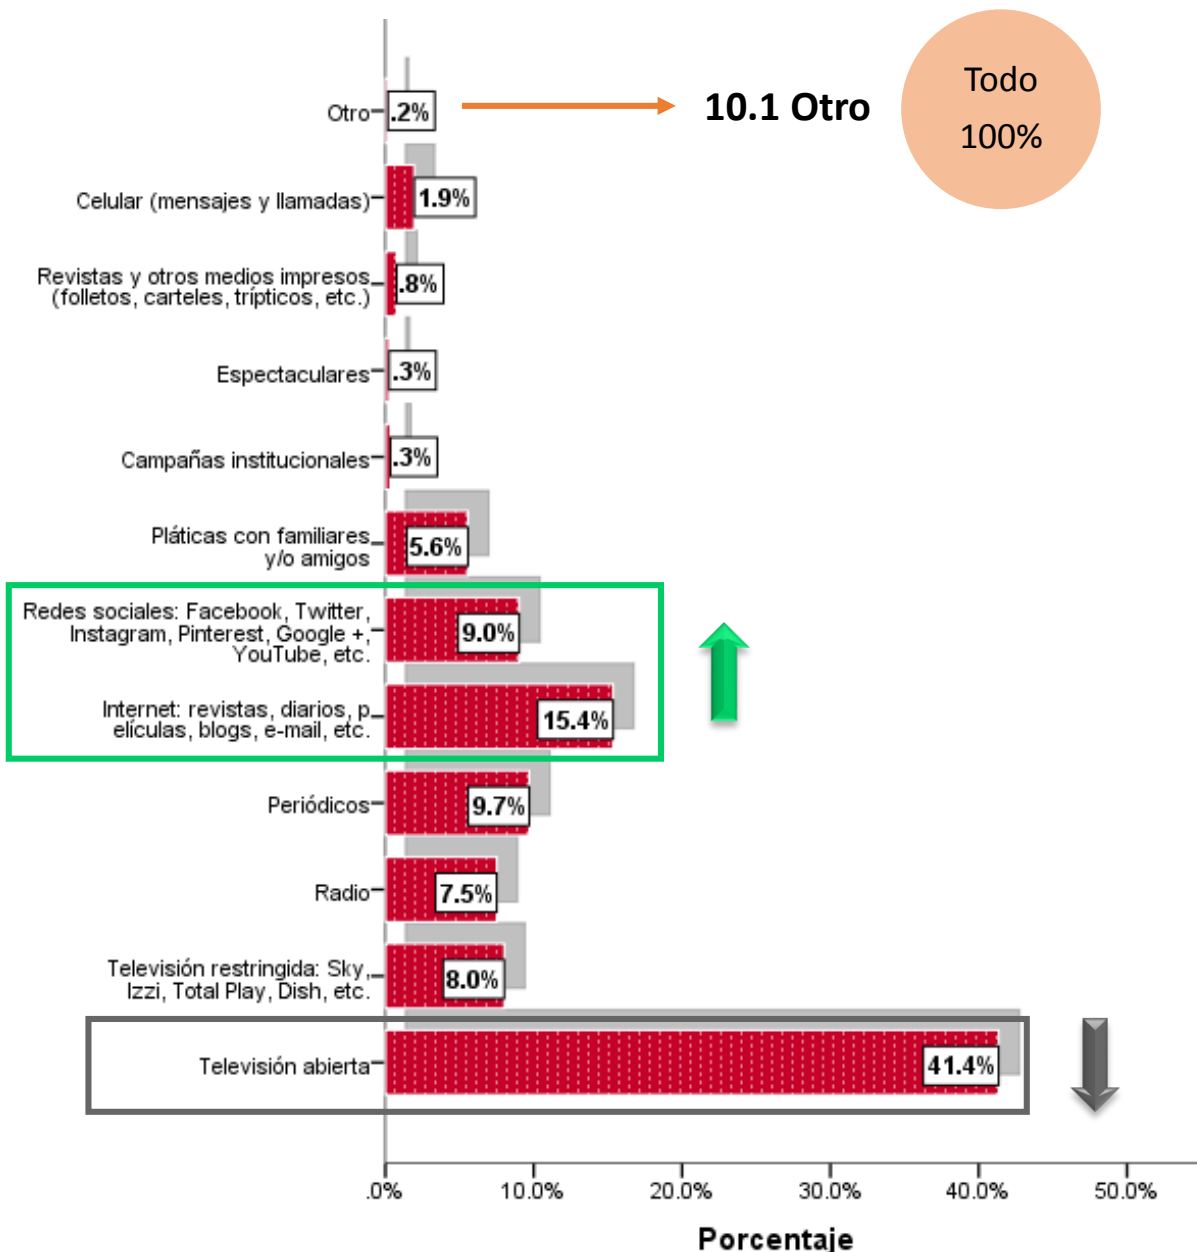 Todo
100%
10.1 Otro
Otro
.2%
Celular (mensajes y llamadas)
1.9%
Revistas y otros medios impresos
(folletos, carteles, trípticos, etc.)
.8%
Espectaculares
.3%
Campañas institucionales
.3%
Pláticas con familiares
y/o amigos
5.6%
Redes sociales: Facebook, Twitter,
Instagram, Pinterest, Google +,
YouTube, etc.
9.0%
Internet: revistas, diarios, p
elículas, blogs, e-mail, etc.
15.4%
Periódicos
9.7%
Radio
7.5%
Televisión restringida: Sky,
Izzi, Total Play, Dish, etc.
8.0%
Televisión abierta
41.4%
.0%
10.0%
20.0%
30.0%
40.0%
50.0%
Porcentaje